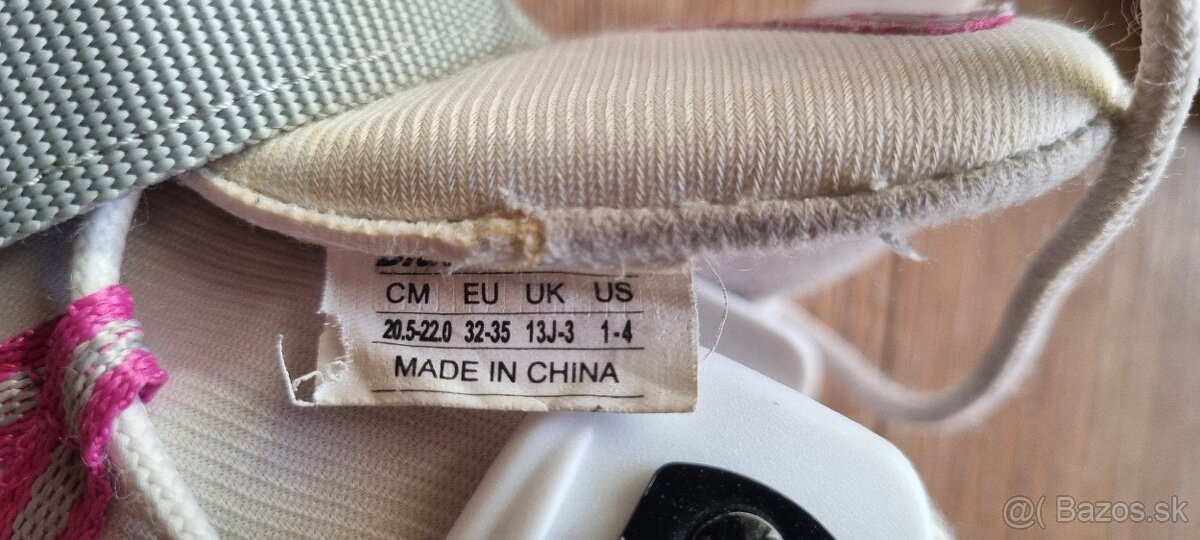 CM EU UK US
20.5-22.0 32-35 13J-3 1-4
MADE IN CHINA
@( Bazos.sk